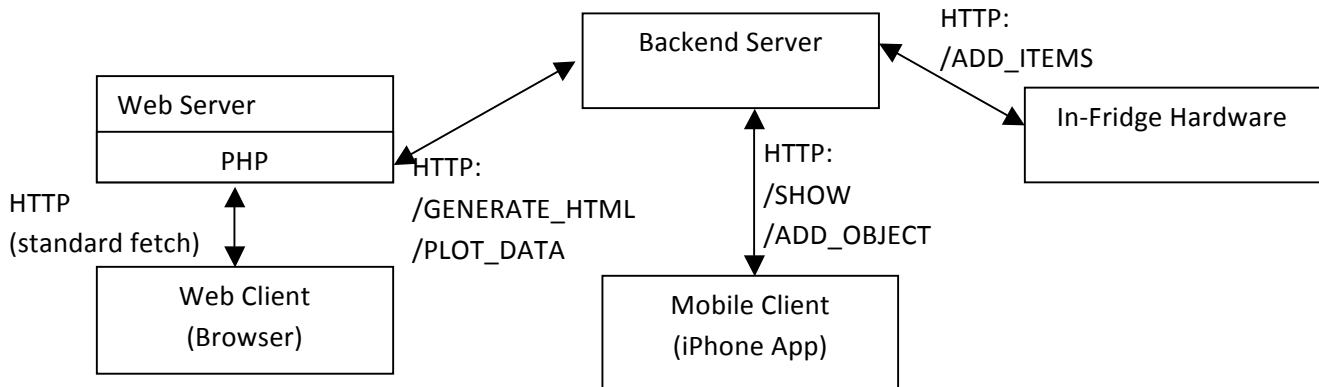 HTTP:
/ADD_ITEMS
Backend Server
Web Server
PHP
In-Fridge Hardware
HTTP:
/GENERATE_HTML
/PLOT_DATA
HTTP:
/SHOW
/ADD_OBJECT
HTTP
(standard fetch)
Web Client
(Browser)
Mobile Client
(iPhone App)